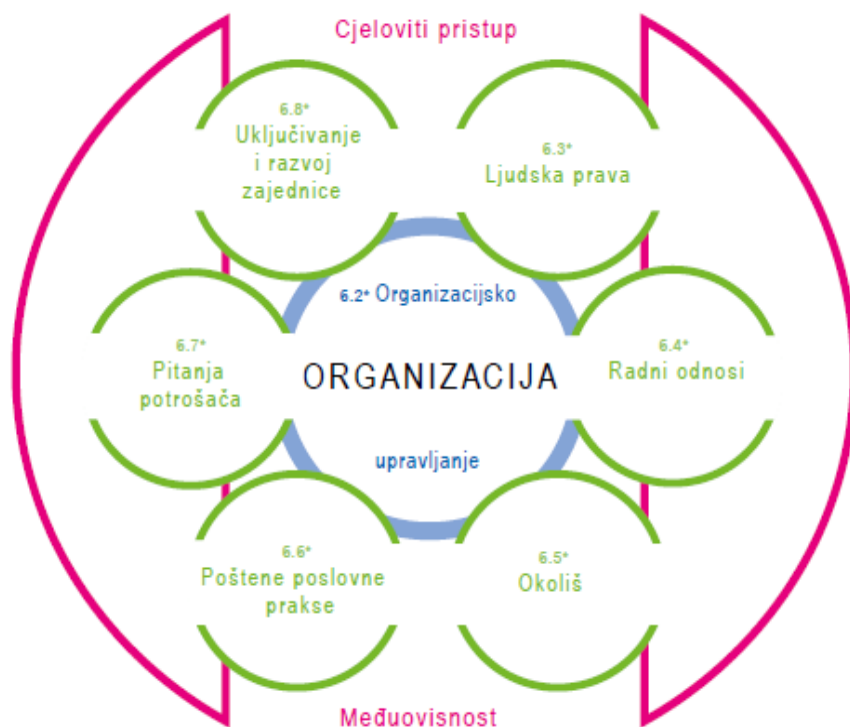 Cjeloviti pristup
6.8*
Uključivanje
i razvoj
zajednice
6.3*
Ljudska prava
6.2* Organizacijsko
6.7*
Pitanja
potrošača
ORGANIZACIJA
6.4*
Radni odnosi
upravljanje
6.6*
Poštene poslovne
prakse
6.5*
Okoliš
Međuovisnost